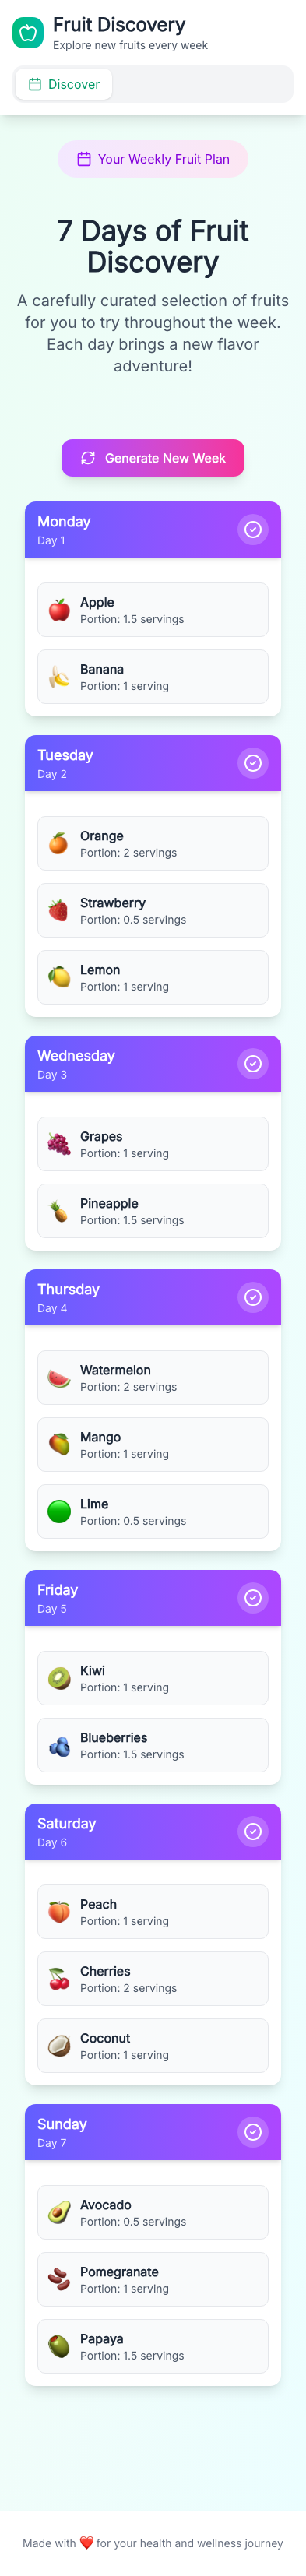 Fruit Discovery
Explore new fruits every week
Discover
Your Weekly Fruit Plan
7 Days of Fruit
Discovery
A carefully curated selection of fruits
for you to try throughout the week.
Each day brings a new flavor
adventure!
Generate New Week
Monday
Day 1
Apple
Portion: 1.5 servings
Banana
Portion: 1 serving
Tuesday
Day 2
Orange
Portion: 2 servings
Strawberry
Portion: 0.5 servings
Lemon
Portion: 1 serving
Wednesday
Day 3
Grapes
Portion: 1 serving
Pineapple
Portion: 1.5 servings
Thursday
Day 4
Watermelon
Portion: 2 servings
Mango
Portion: 1 serving
Lime
Portion: 0.5 servings
Friday
Day 5
Kiwi
Portion: 1 serving
Blueberries
Portion: 1.5 servings
Saturday
Day 6
Peach
Portion: 1 serving
Cherries
Portion: 2 servings
Coconut
Portion: 1 serving
Sunday
Day 7
Avocado
Portion: 0.5 servings
Pomegranate
Portion: 1 serving
Papaya
Portion: 1.5 servings
Made with ❤️ for your health and wellness journey